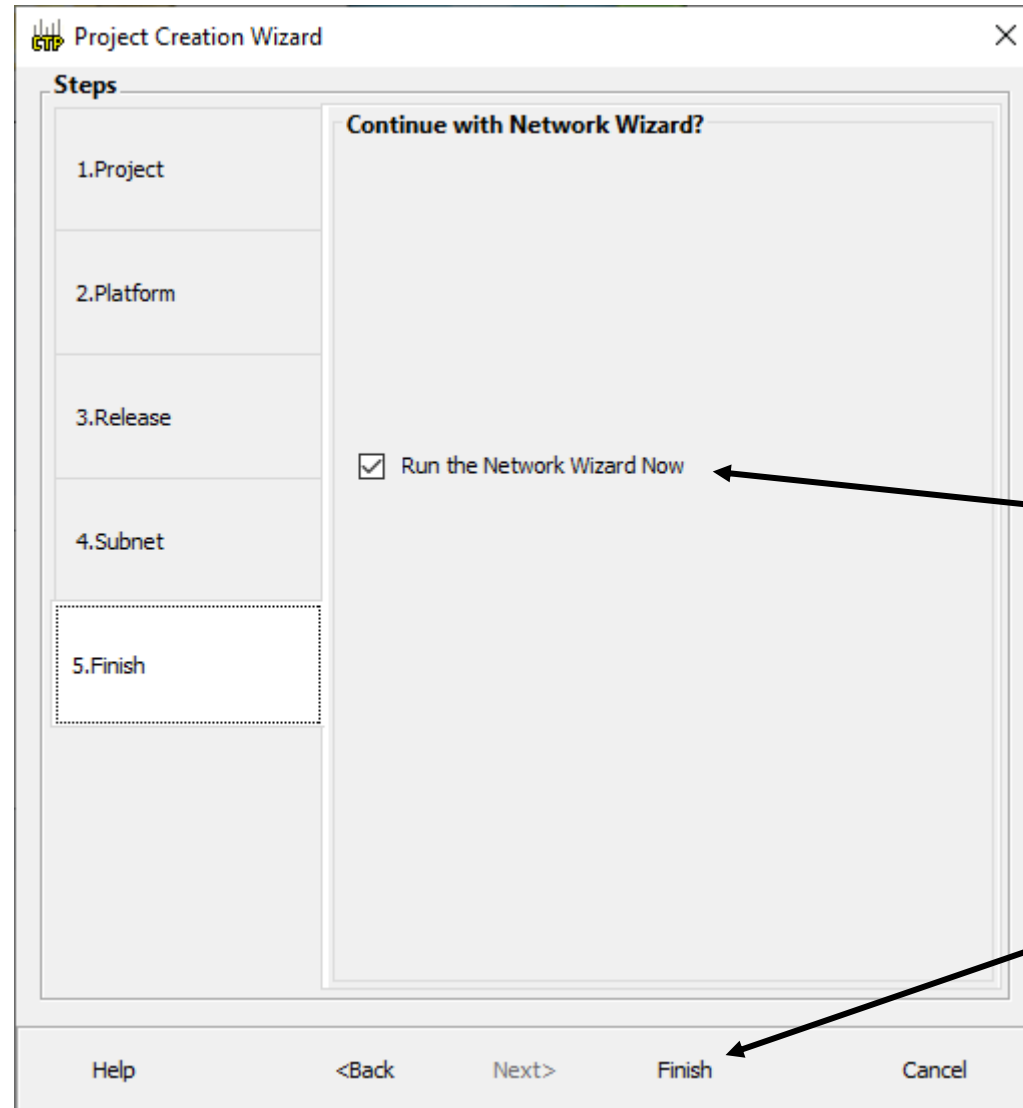 CTP Project Creation Wizard
Steps
1.Project
2.Platform
3.Release
4.Subnet
5.Finish
Continue with Network Wizard?
Run the Network Wizard Now
Help <Back Next> Finish Cancel